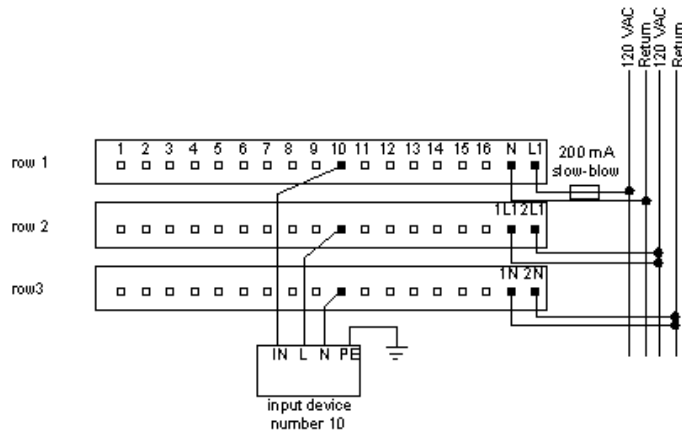 120 VAC
Return
120 VAC
Return
row 1
1 2 3 4 5 6 7 8 9 10 11 12 13 14 15 16 N L1
200 mA
slow-blow
row 2
1L1 2L1
row3
1N 2N
IN L N PE
input device
number 10